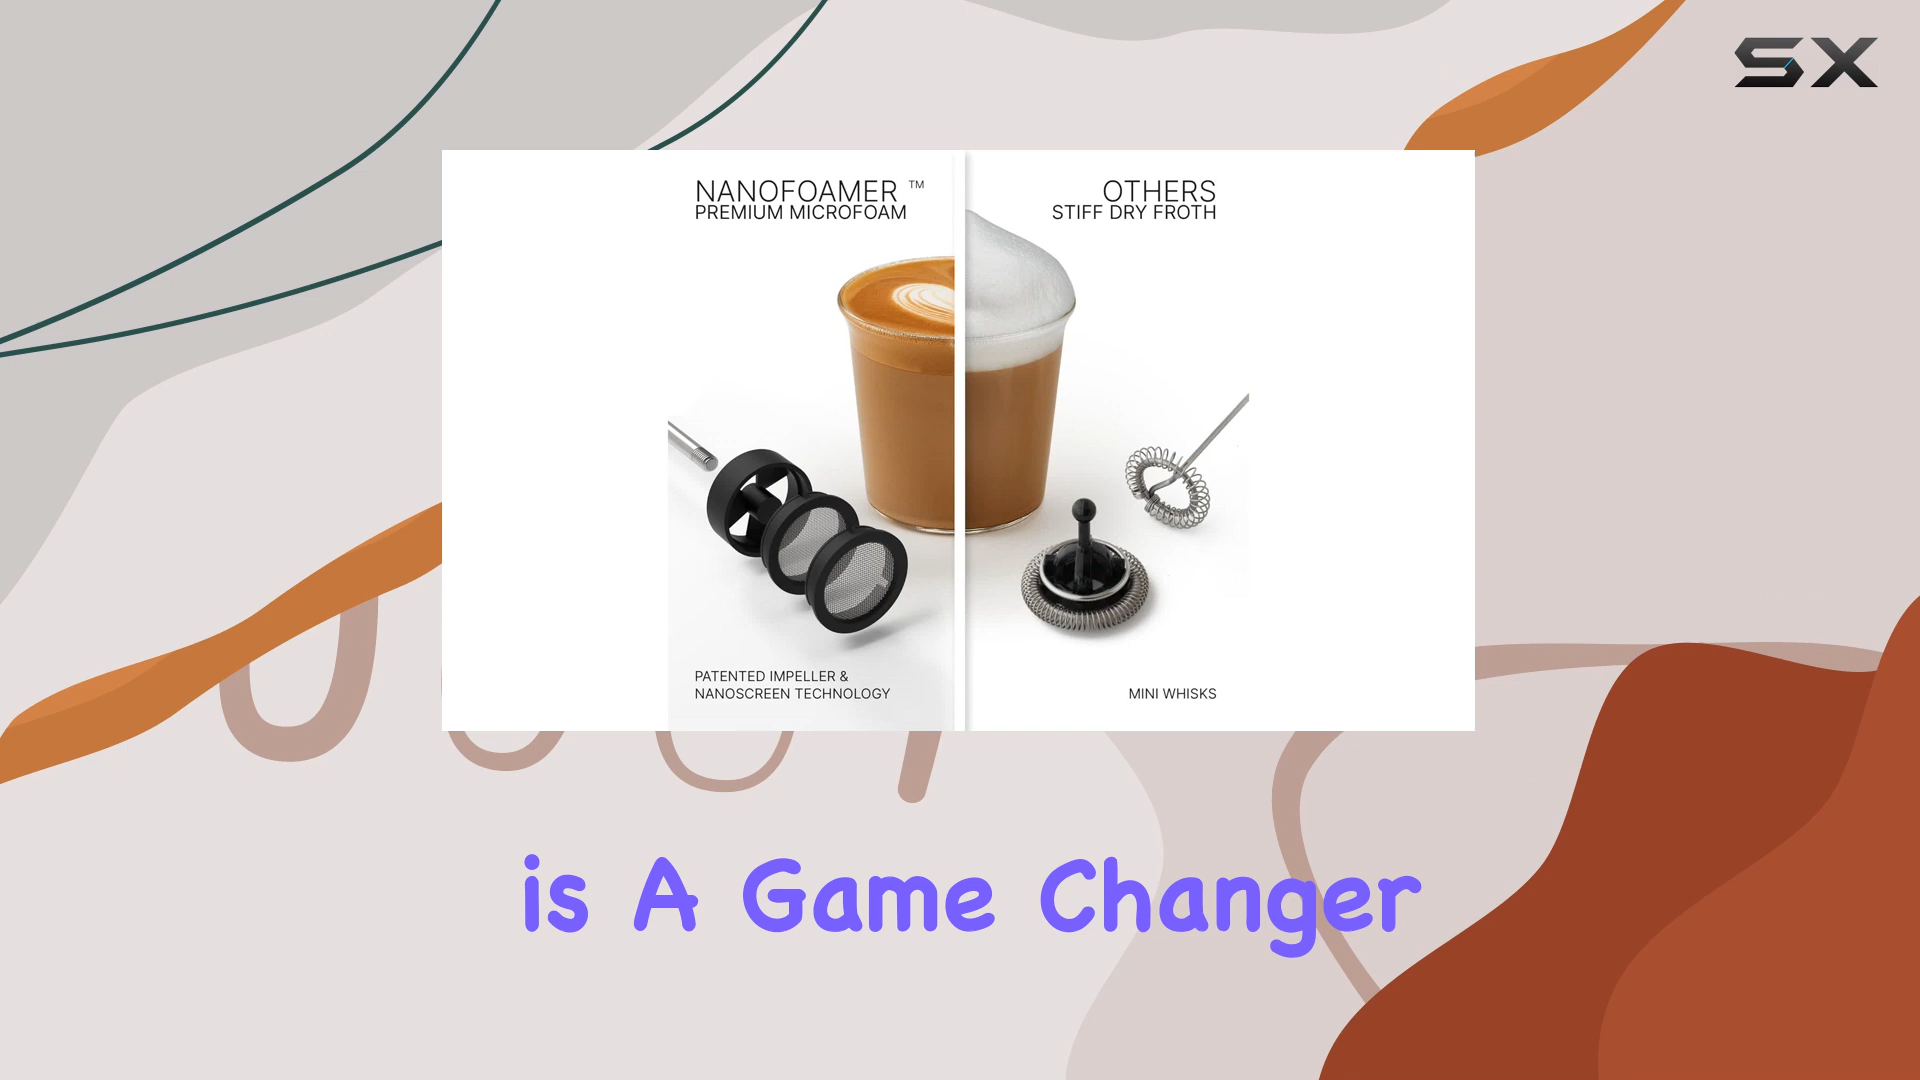 SX
NANOFOAMER ™
PREMIUM MICROFOAM
OTHERS
STIFF DRY FROTH
PATENTED IMPELLER &
NANOSCREEN TECHNOLOGY
MINI WHISKS
is A Game Changer